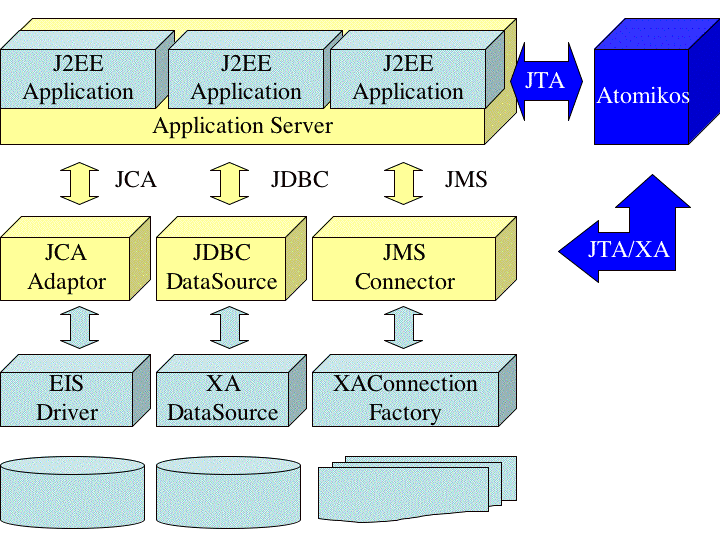 J2EE
Application
J2EE
Application
J2EE
Application
Application Server
JTA
Atomikos
JCA
JDBC
JMS
JCA
Adaptor
JDBC
DataSource
JMS
Connector
JTA/XA
EIS
Driver
XA
DataSource
XAConnection
Factory